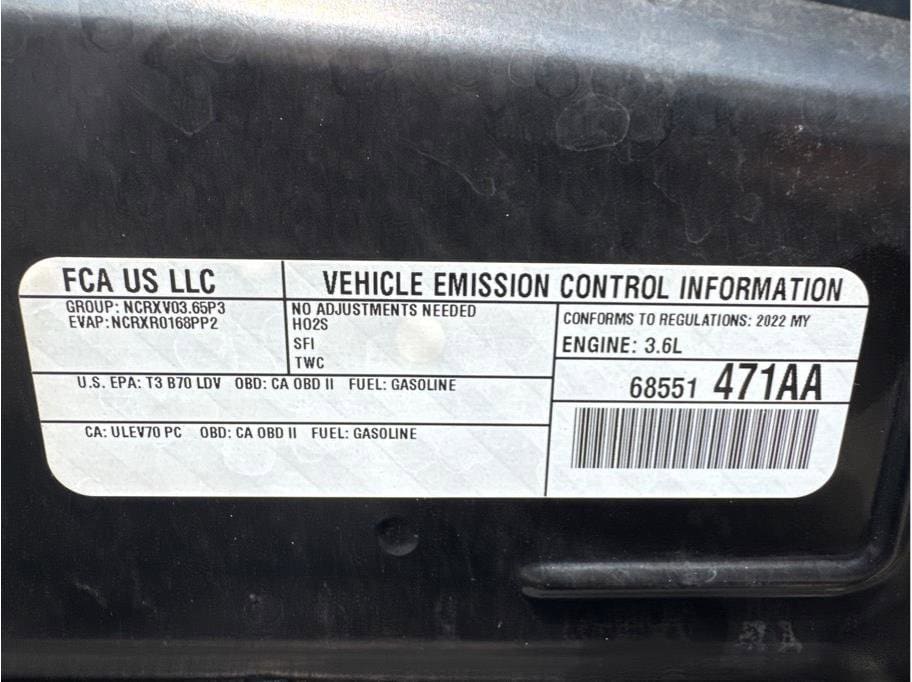 FCA US LLC
VEHICLE EMISSION CONTROL INFORMATION
GROUP: NCRXV03.65P3
EVAP:NCRXR0168PP2
NO ADJUSTMENTS NEEDED
HO2S
SFI
TWC
CONFORMS TO REGULATIONS: 2022 MY
ENGINE: 3.6L
U.S. EPA: T3 B70 LDV OBD: CA OBD II FUEL: GASOLINE
68551 471AA
CA: ULEV70 PC OBD: CA OBD II FUEL: GASOLINE